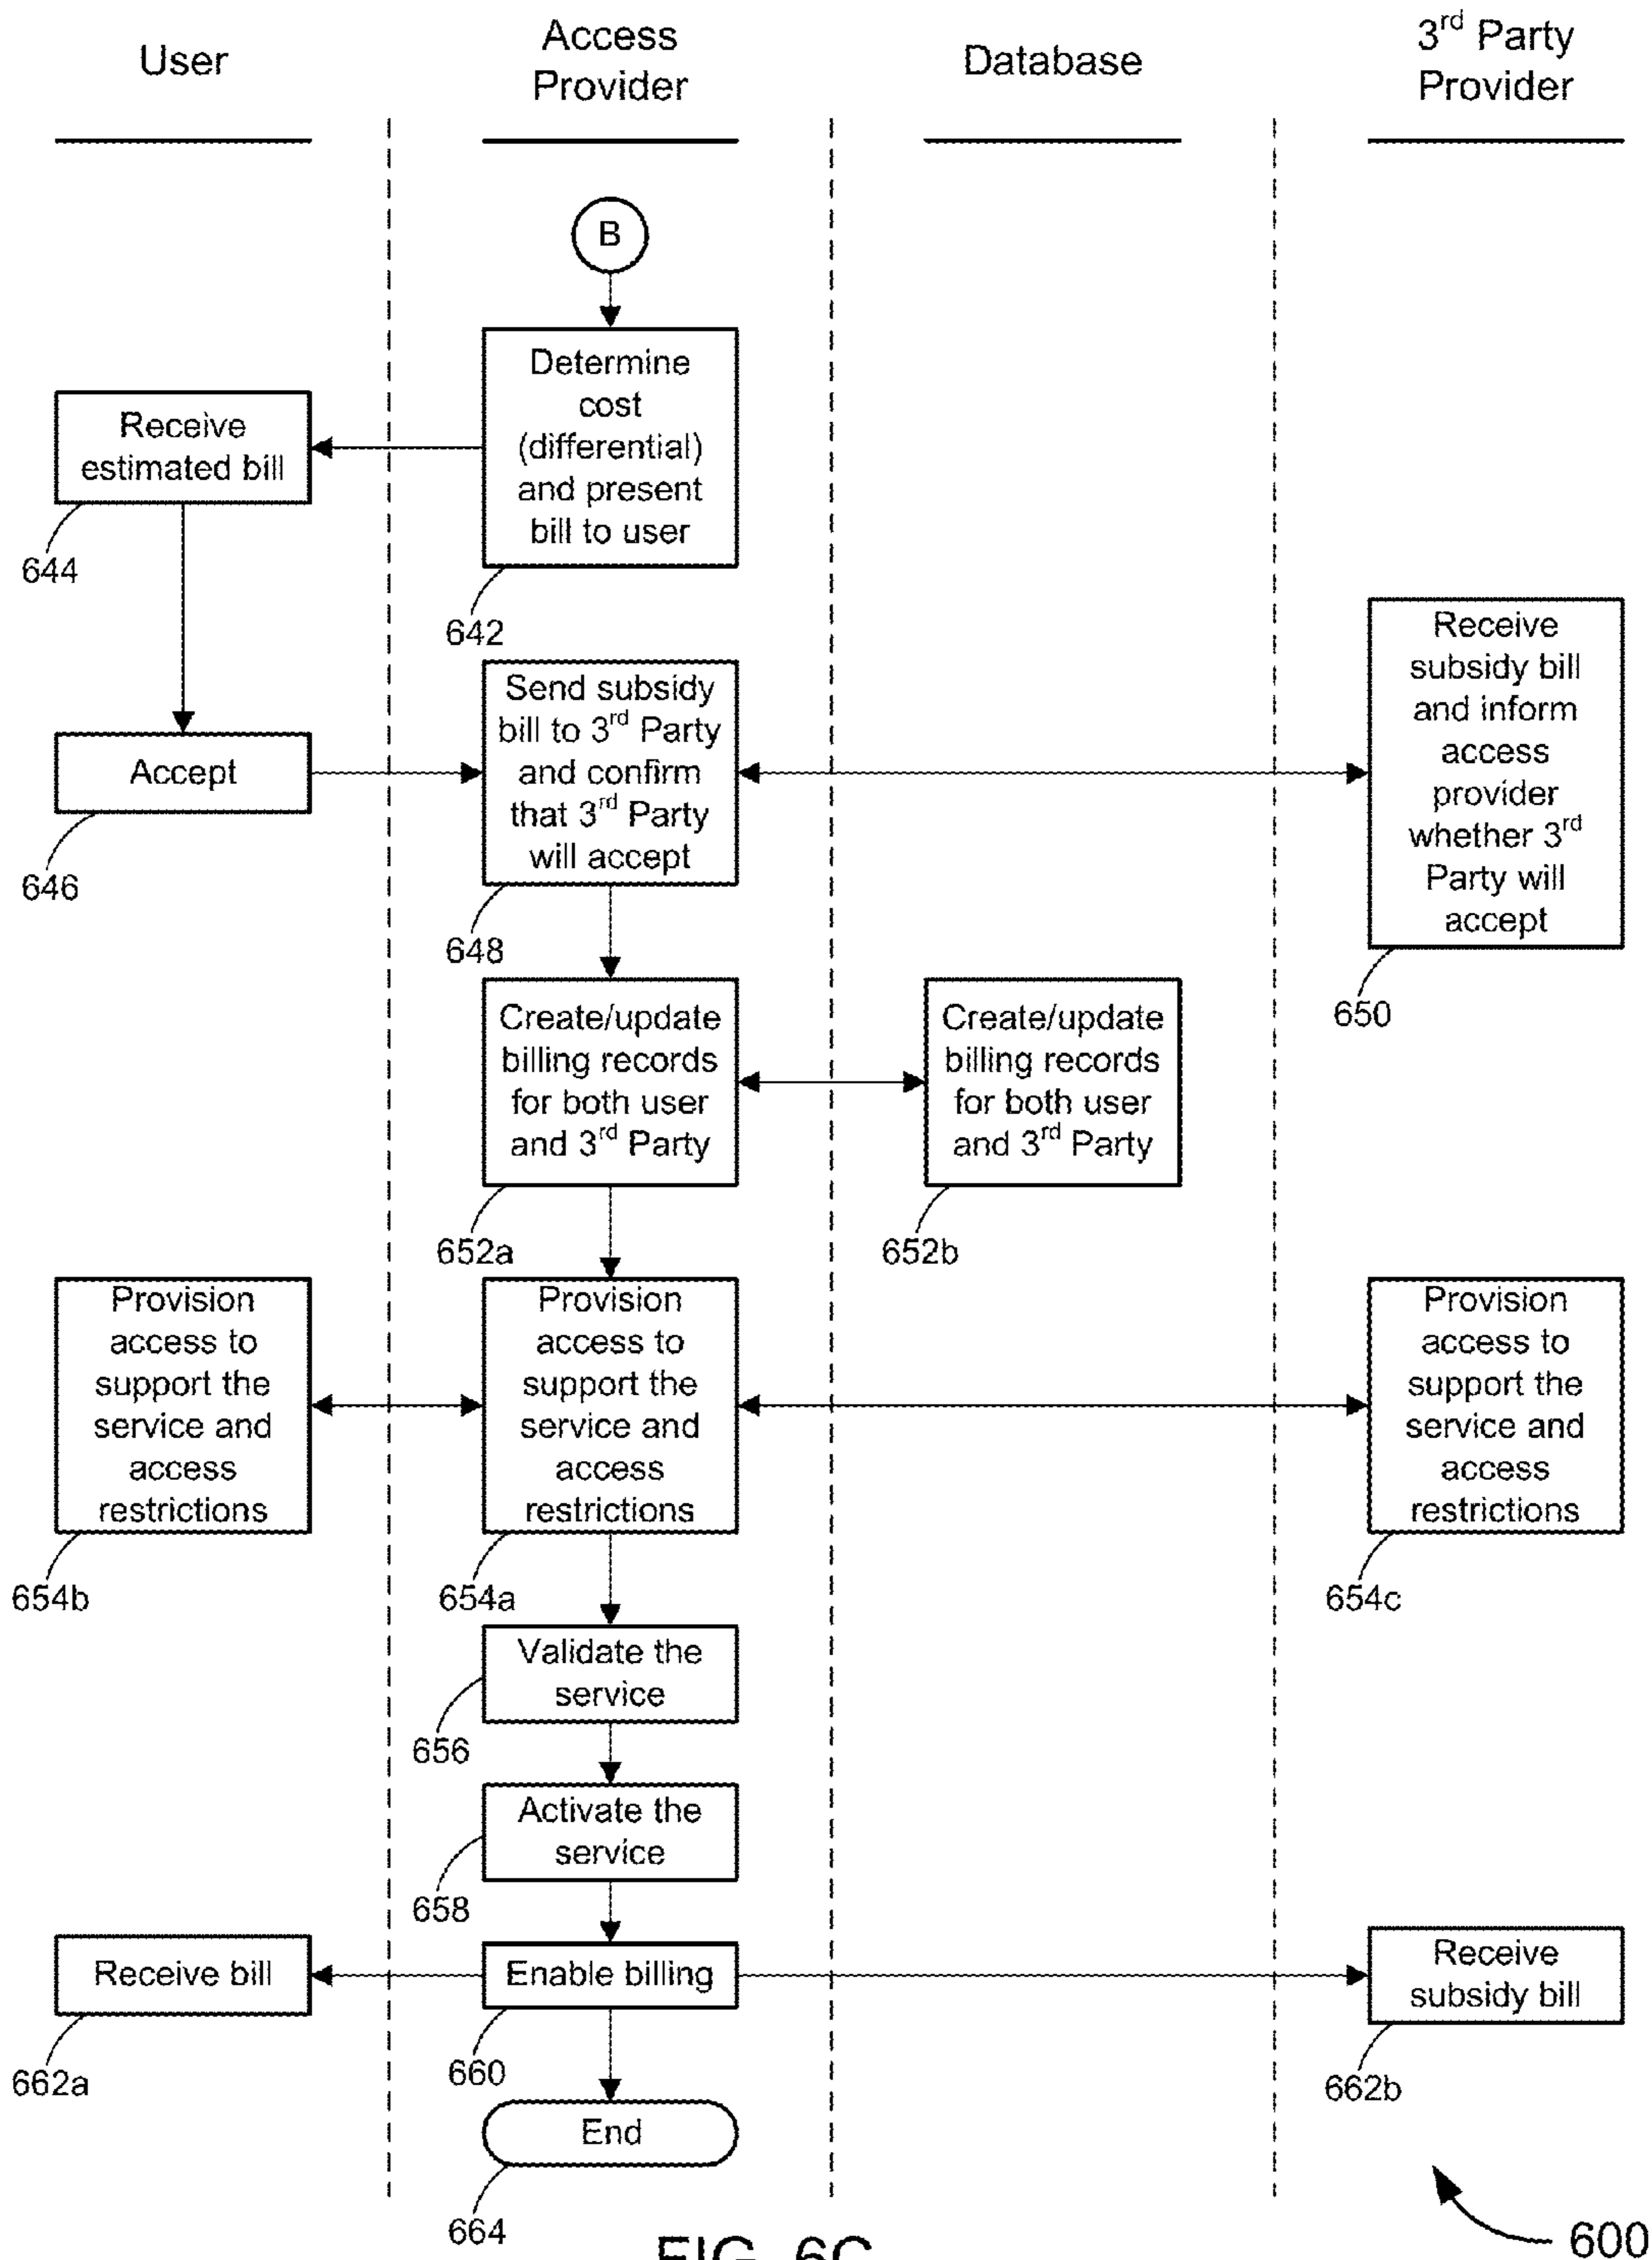 User
Access
Provider
Database
3rd Party
Provider
B
Determine
cost
(differential)
and present
bill to user
642
Receive
estimated bill
644
Accept
646
Send subsidy
bill to 3rd Party
and confirm
that 3rd Party
will accept
648
Receive
subsidy bill
and inform
access
provider
whether 3rd
Party will
accept
650
Create/update
billing records
for both user
and 3rd Party
652a
Create/update
billing records
for both user
and 3rd Party
652b
Provision
access to
support the
service and
access
restrictions
654b
Provision
access to
support the
service and
access
restrictions
654a
Provision
access to
support the
service and
access
restrictions
654c
Validate the
service
656
Activate the
service
658
Receive bill
662a
Enable billing
660
Receive
subsidy bill
662b
End
664
FIG. 6C
600